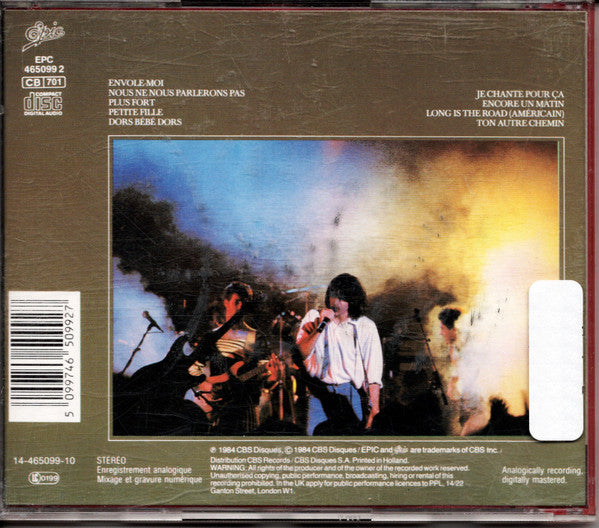 Epic
EPC
465099 2
CB 701
COMPACT
disc
DIGITAL AUDIO
ENVOLE-MOI
NOUS NE NOUS PARLERONS PAS
PLUS FORT
PETITE FILLE
DORS BÉBÉ DORS
JE CHANTE POUR ÇA
ENCORE UN MATIN
LONG IS THE ROAD (AMÉRICAIN)
TON AUTRE CHEMIN
5 099746 509927
14-465099-10
0199
STÉRÉO
Enregistrement analogique
Mixage et gravure numérique
℗ 1984 CBS Disques, © 1984 CBS Disques / EPIC and Epic are trademarks of CBS Inc. /
Distribution CBS Records / CBS Disques S.A. Printed in Holland.
WARNING: All rights of the producer and of the owner of the recorded work reserved.
Unauthorised copying, public performance, broadcasting, hiring or rental of this
recording prohibited. In the UK apply for public performance licences to PPL, 14/22
Ganton Street, London W1.
Analogically recording,
digitally mastered.